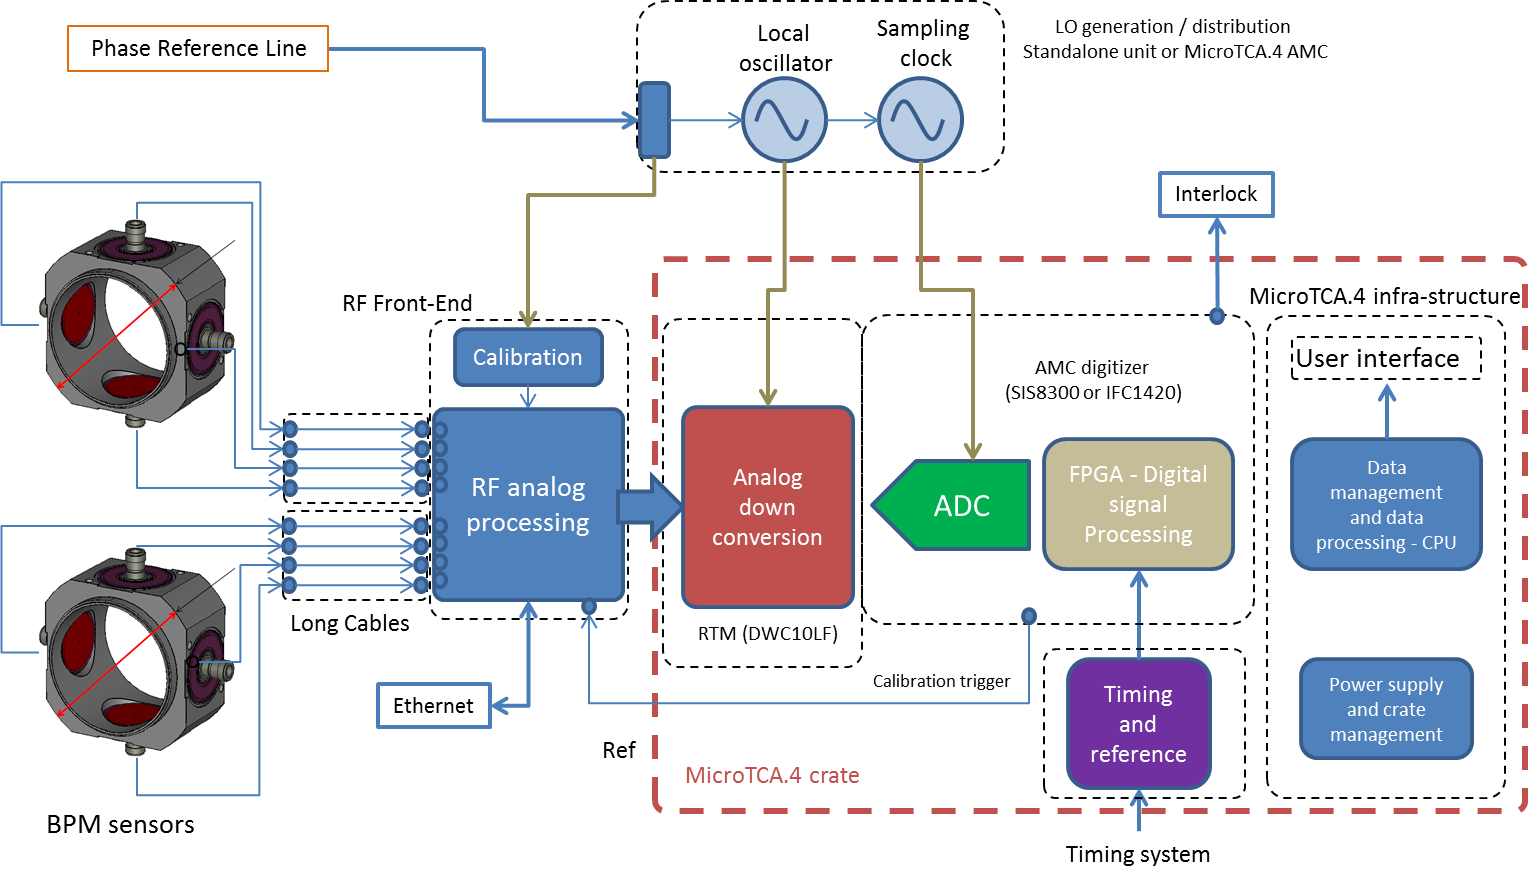 Phase Reference Line
Local
oscillator
Sampling
clock
LO generation / distribution
Standalone unit or MicroTCA.4 AMC
Interlock
RF Front-End
MicroTCA.4 infra-structure
Calibration
AMC digitizer
(SIS8300 or IFC1420)
User interface
RF analog
processing
Analog
down
conversion
ADC
FPGA - Digital
signal
Processing
Data
management
and data
processing - CPU
Long Cables
RTM (DWC10LF)
Calibration trigger
Ethernet
Timing
and
reference
Power supply
and crate
management
Ref
MicroTCA.4 crate
BPM sensors
Timing system